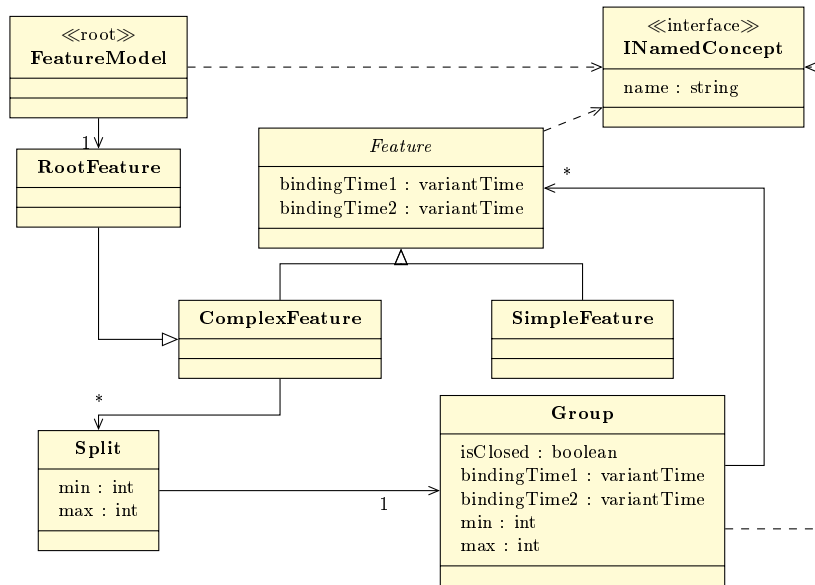 ≪root≫
FeatureModel
≪interface≫
INamedConcept
name : string
1
RootFeature
Feature
bindingTime1 : variantTime
bindingTime2 : variantTime
*
ComplexFeature
SimpleFeature
*
Split
min : int
max : int
1
Group
isClosed : boolean
bindingTime1 : variantTime
bindingTime2 : variantTime
min : int
max : int